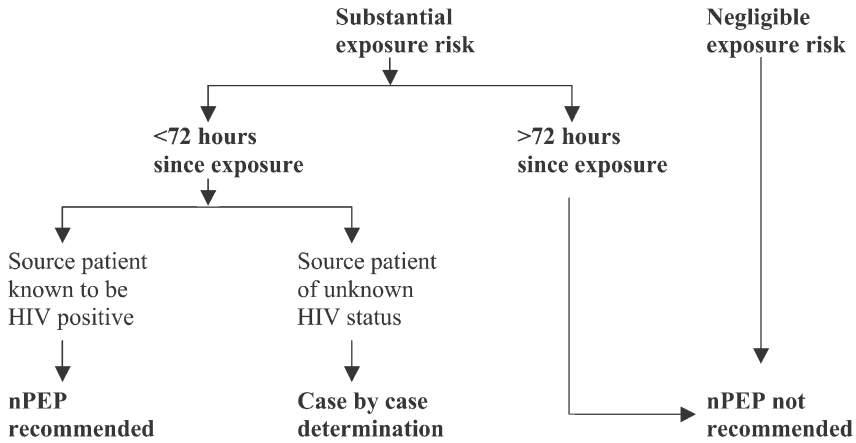 Substantial
exposure risk
Negligible
exposure risk
<72 hours
since exposure
>72 hours
since exposure
Source patient
known to be
HIV positive
Source patient
of unknown
HIV status
nPEP
recommended
Case by case
determination
nPEP not
recommended